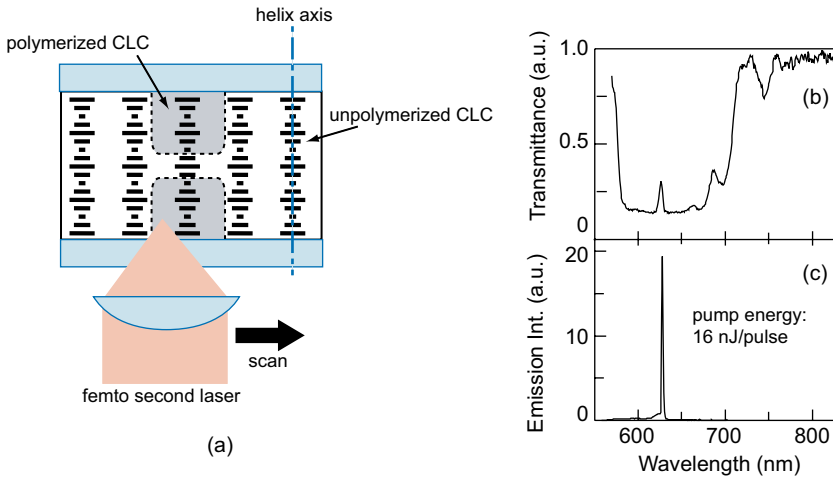 helix axis
polymerized CLC
unpolymerized CLC
scan
femto second laser
(a)
Transmittance (a.u.)
1.0
0.5
0
(b)
Emission Int. (a.u.)
20
10
0
(c)
pump energy:
16 nJ/pulse
600 700 800
Wavelength (nm)